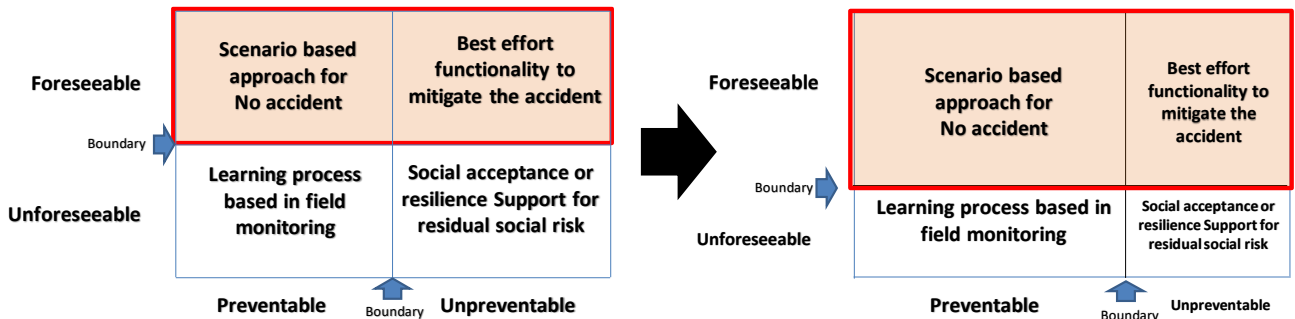 Foreseeable
Scenario based
approach for
No accident
Best effort
functionality to
mitigate the accident
Boundary
Unforeseeable
Learning process
based in field
monitoring
Social acceptance or
resilience Support for
residual social risk
Preventable
Boundary
Unpreventable
Foreseeable
Scenario based
approach for
No accident
Best effort
functionality to
mitigate the
accident
Boundary
Unforeseeable
Learning process based in
field monitoring
Social acceptance or
resilience Support for
residual social risk
Preventable
Boundary
Unpreventable